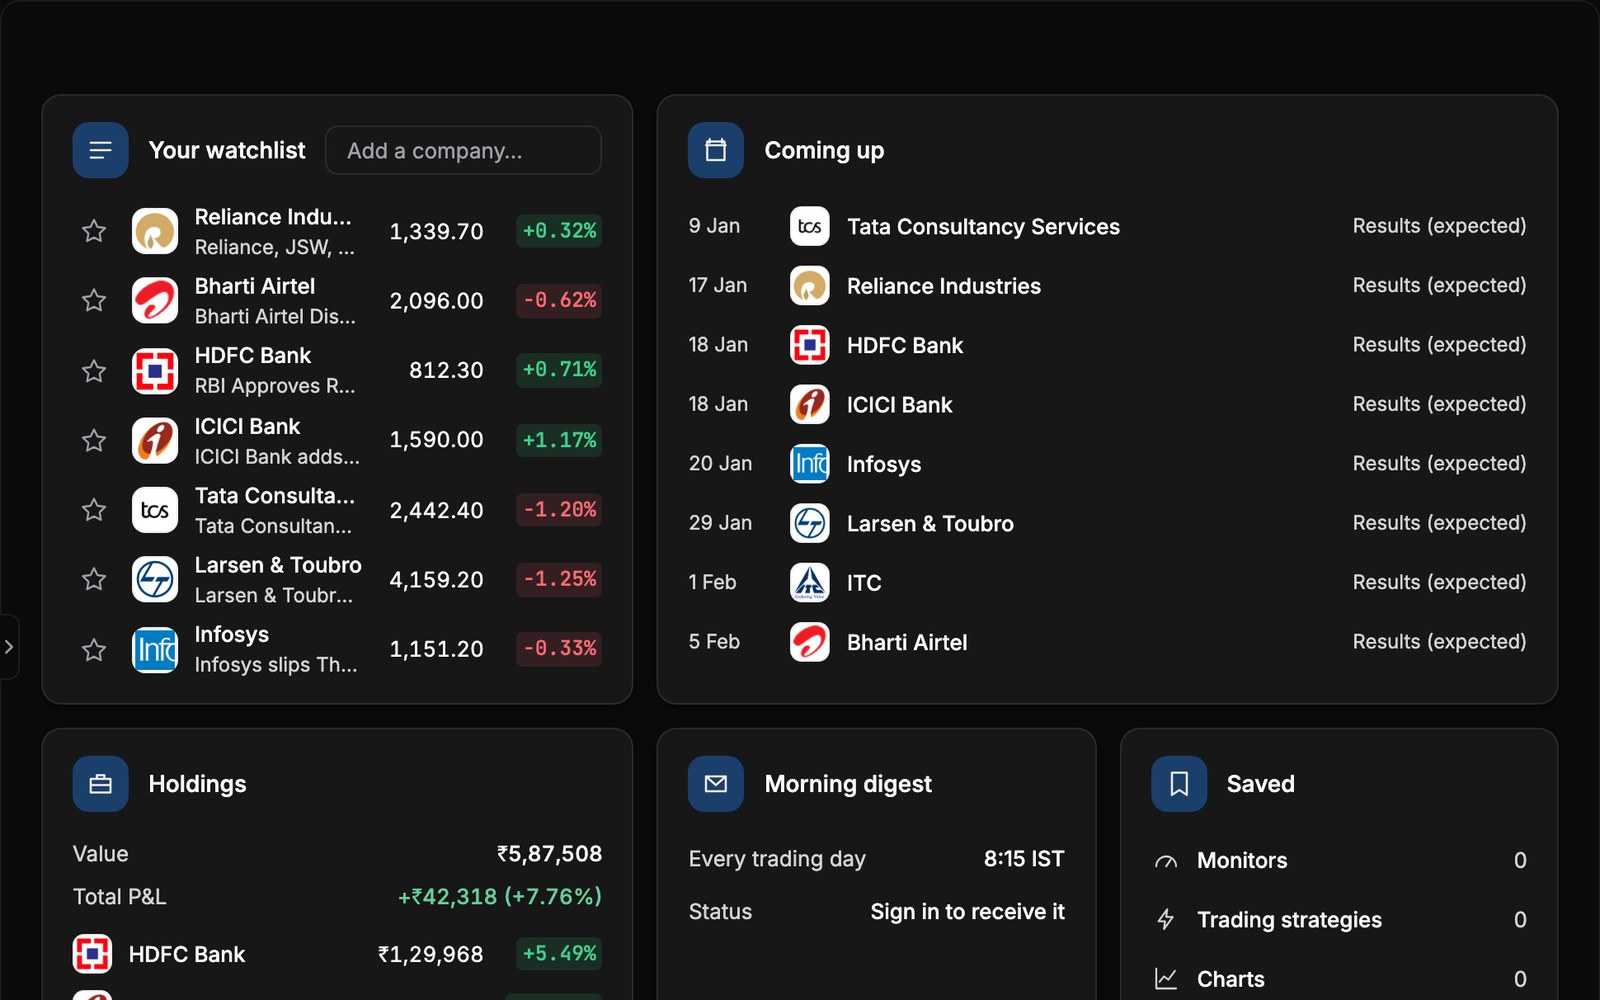 Your watchlist
Add a company...
Reliance Indu...
Reliance, JSW, ...
1,339.70
+0.32%
Bharti Airtel
Bharti Airtel Dis...
2,096.00
-0.62%
HDFC Bank
RBI Approves R...
812.30
+0.71%
ICICI Bank
ICICI Bank adds...
1,590.00
+1.17%
tcs
Tata Consulta...
Tata Consultan...
2,442.40
-1.20%
Larsen & Toubro
Larsen & Toubr...
4,159.20
-1.25%
Infosys
Infosys slips Th...
1,151.20
-0.33%
Coming up
9 Jan tcs Tata Consultancy Services Results (expected)
17 Jan Reliance Industries Results (expected)
18 Jan HDFC Bank Results (expected)
18 Jan ICICI Bank Results (expected)
20 Jan Infosys Results (expected)
29 Jan Larsen & Toubro Results (expected)
1 Feb ITC Results (expected)
5 Feb Bharti Airtel Results (expected)
Holdings
Value ₹5,87,508
Total P&L +₹42,318 (+7.76%)
HDFC Bank ₹1,29,968 +5.49%
Morning digest
Every trading day 8:15 IST
Status Sign in to receive it
Saved
Monitors 0
Trading strategies 0
Charts 0